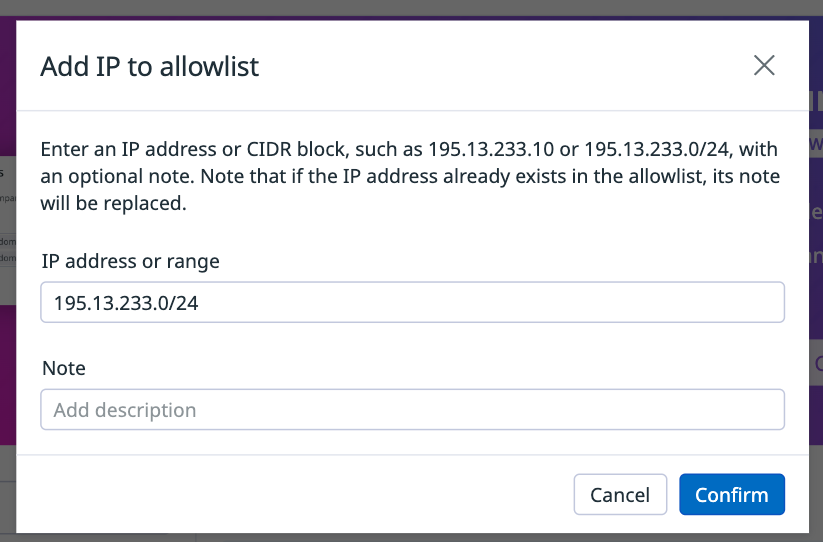 Add IP to allowlist
Enter an IP address or CIDR block, such as 195.13.233.10 or 195.13.233.0/24, with
an optional note. Note that if the IP address already exists in the allowlist, its note
will be replaced.
IP address or range
195.13.233.0/24
Note
Add description
Cancel
Confirm